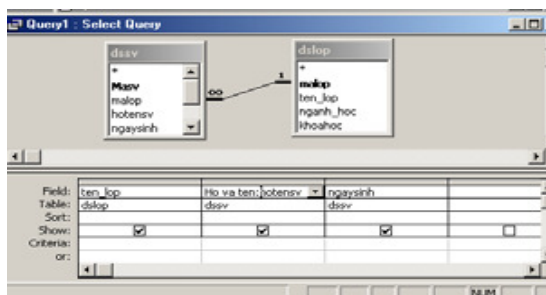 Query1 : Select Query
dssv
*
Masv
malop
hotensv
ngaysinh
∞
1
dslop
*
malop
ten_lop
nganh_hoc
khoahoc
Field: ten_lop Ho va ten: hotensv ngaysinh
Table: dslop dssv dssv
Sort:
Show:
Criteria:
or:
NUM